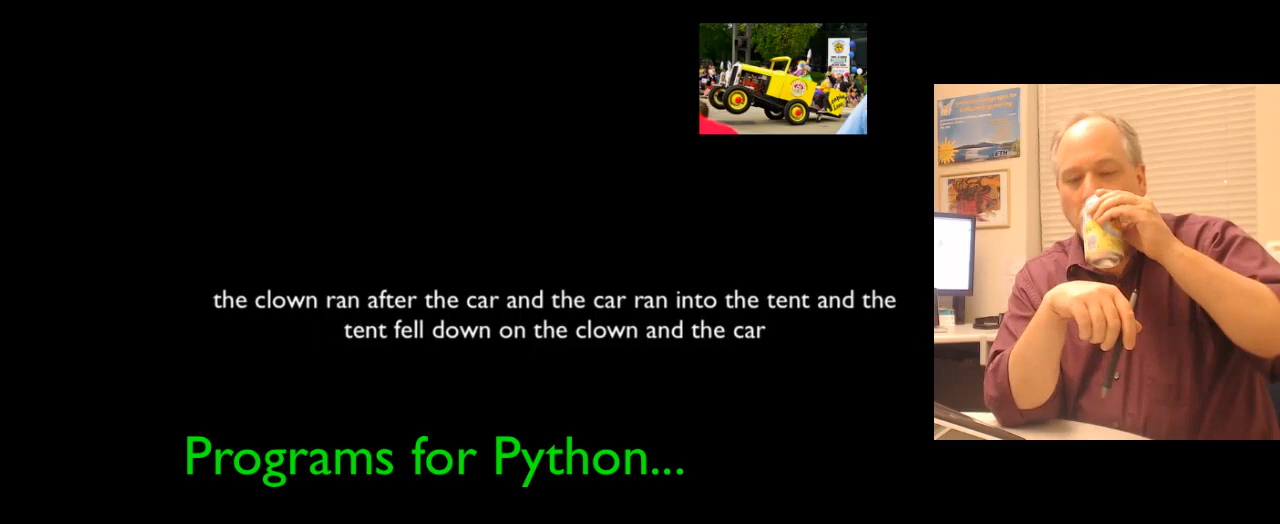 the clown ran after the car and the car ran into the tent and the
tent fell down on the clown and the car
Programs for Python...